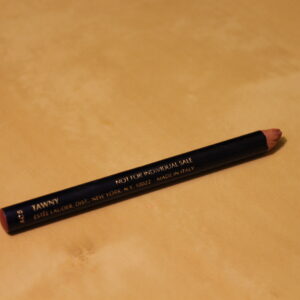 TAWNY
NOT FOR INDIVIDUAL SALE
ESTÉE LAUDER, DIST., NEW YORK, N.Y. 10022 MADE IN ITALY